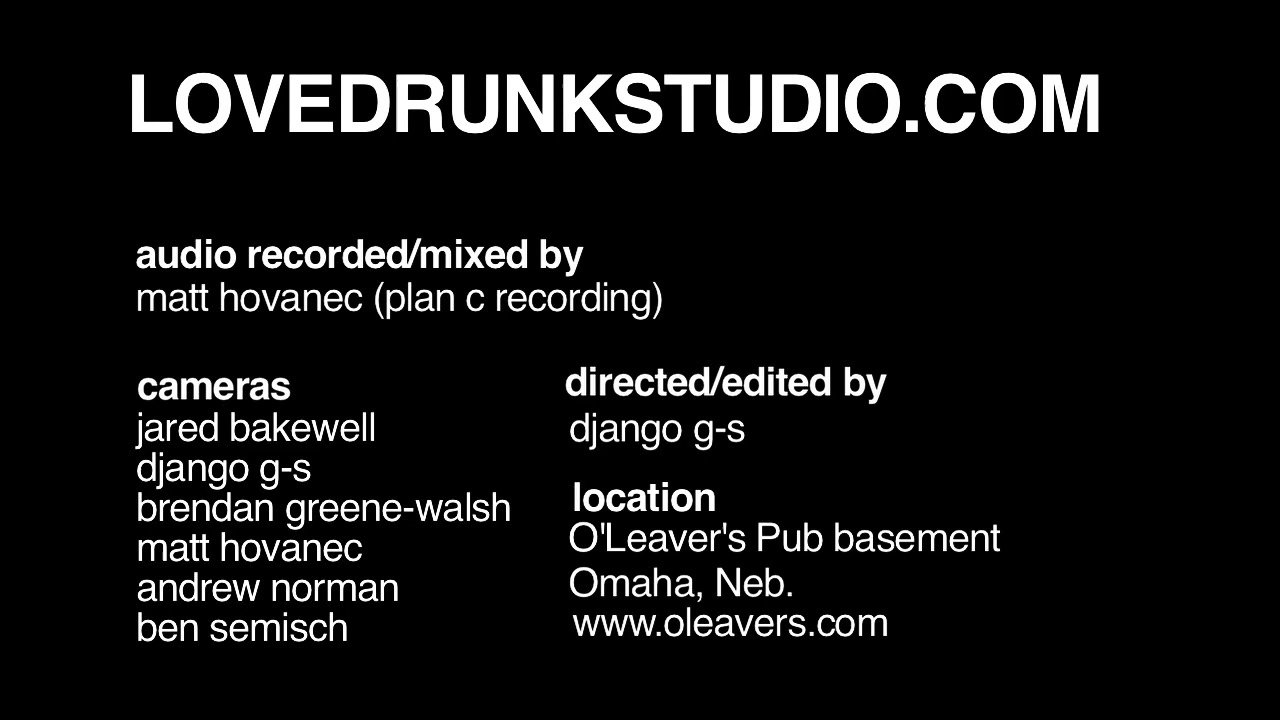 LOVEDRUNKSTUDIO.COM
audio recorded/mixed by
matt hovanec (plan c recording)
cameras
jared bakewell
django g-s
brendan greene-walsh
matt hovanec
andrew norman
ben semisch
directed/edited by
django g-s
location
O'Leaver's Pub basement
Omaha, Neb.
www.oleavers.com